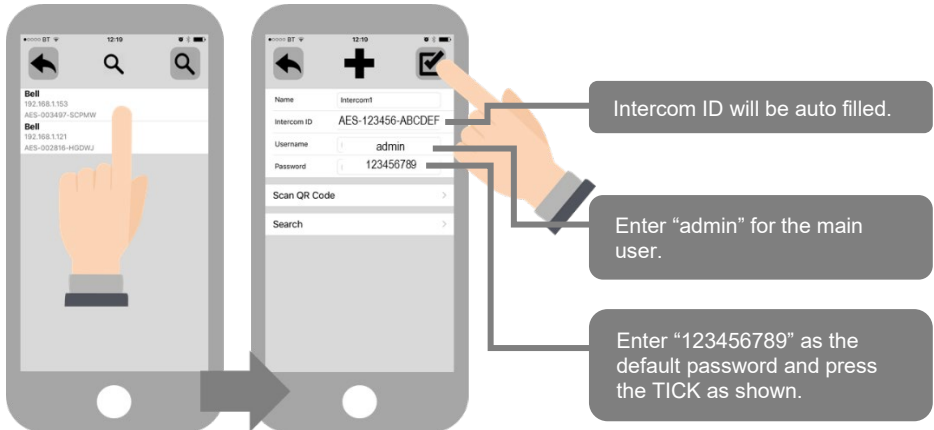 BT 12:19
Bell
192.168.1.153
AES-003497-SCPMW
Bell
192.168.1.121
AES-002816-HGDWJ
BT 12:19
Name Intercom1
Intercom ID AES-123456-ABCDEF
Username admin
Password 123456789
Scan QR Code
Search
Intercom ID will be auto filled.
Enter “admin” for the main
user.
Enter “123456789” as the
default password and press
the TICK as shown.